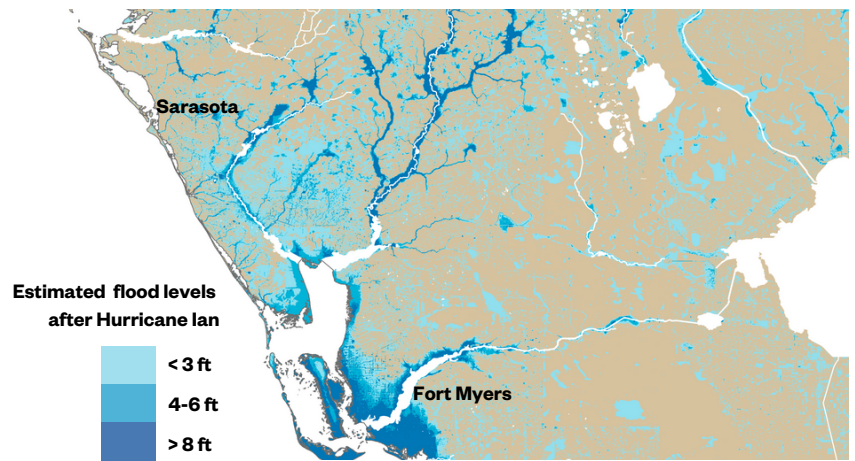 Sarasota
Estimated flood levels
after Hurricane Ian
< 3 ft
4-6 ft
> 8 ft
Fort Myers